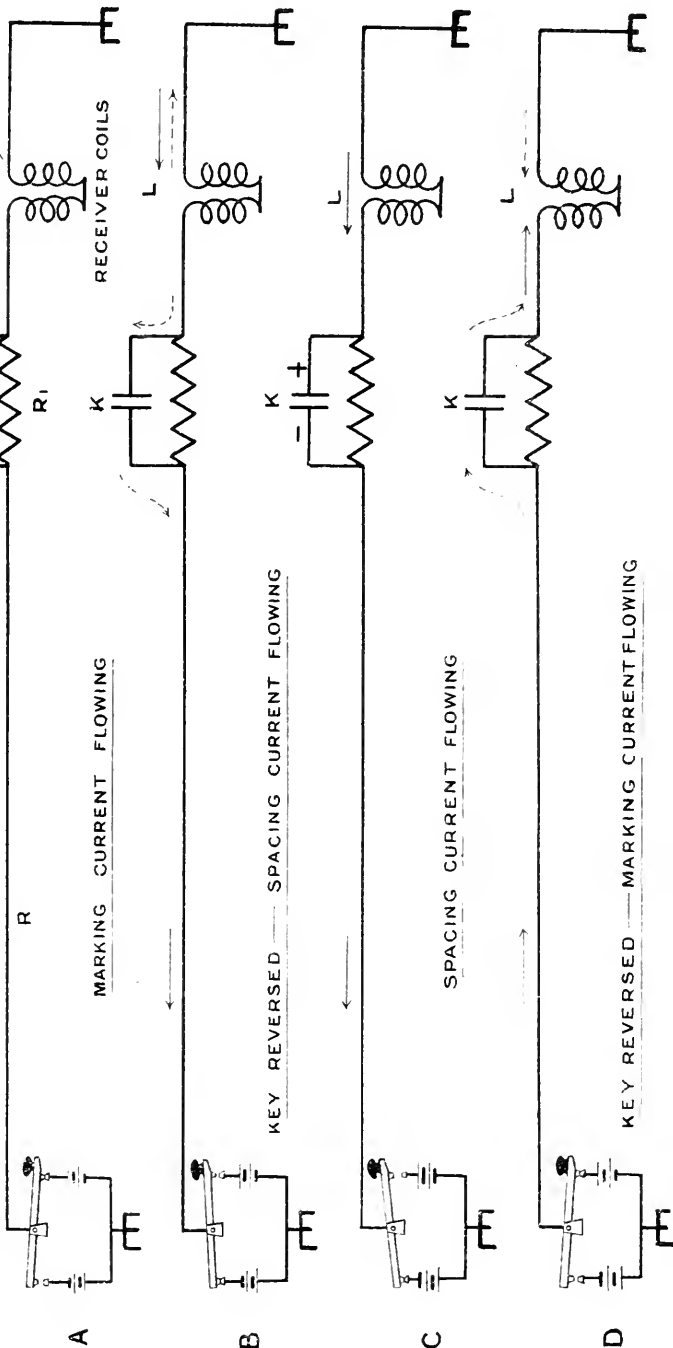 A
R
R1
RECEIVER COILS
MARKING CURRENT FLOWING
B
K
L
KEY REVERSED — SPACING CURRENT FLOWING
C
K
− +
L
SPACING CURRENT FLOWING
D
K
L
KEY REVERSED — MARKING CURRENT FLOWING